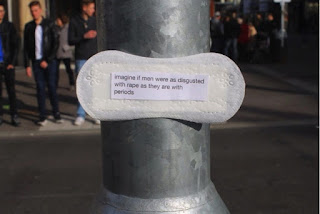 Imagine if men were as disgusted
with rape as they are with
periods